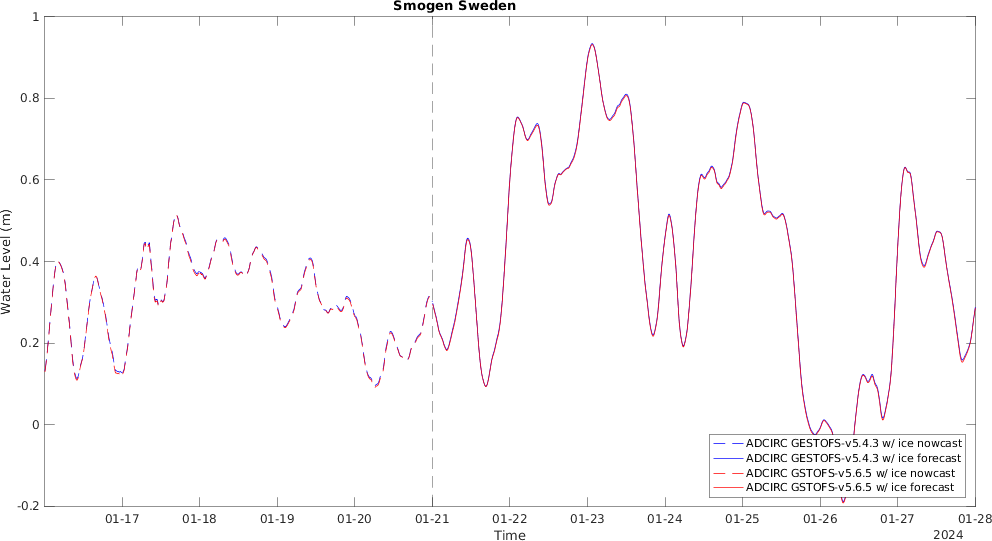 Smogen Sweden
Water Level (m)
1
0.8
0.6
0.4
0.2
0
-0.2
ADCIRC GESTOFS-v5.4.3 w/ ice nowcast
ADCIRC GESTOFS-v5.4.3 w/ ice forecast
ADCIRC GSTOFS-v5.6.5 w/ ice nowcast
ADCIRC GSTOFS-v5.6.5 w/ ice forecast
01-17 01-18 01-19 01-20 01-21 01-22 01-23 01-24 01-25 01-26 01-27 01-28
Time
2024